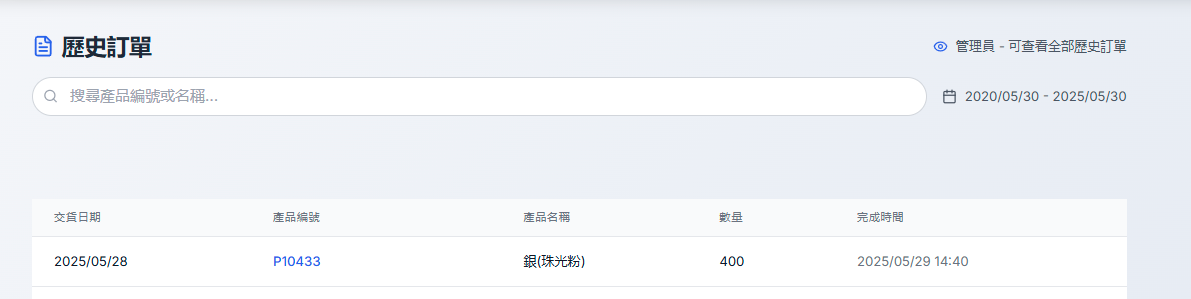 歷史訂單
管理員 - 可查看全部歷史訂單
搜尋產品編號或名稱...
2020/05/30 - 2025/05/30
交貨日期 產品編號 產品名稱 數量 完成時間
2025/05/28 P10433 銀(珠光粉) 400 2025/05/29 14:40